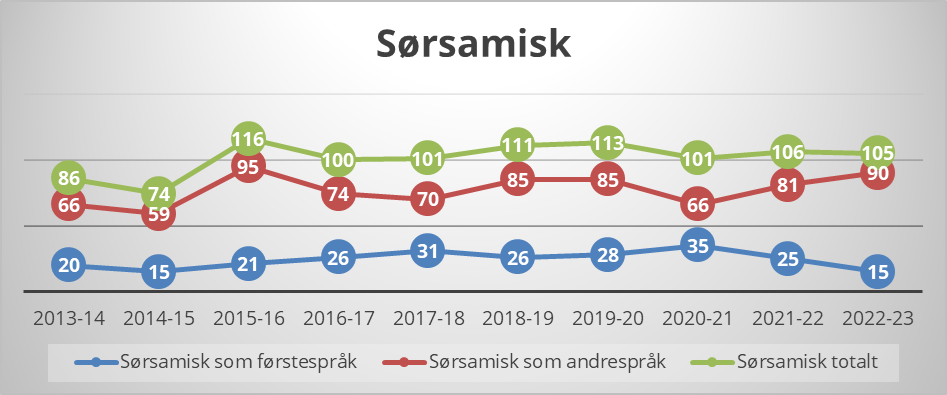 Sørsamisk
116 113 111 106 105
100 101 101
86 74 95 85 85 90
66 59 74 70 66 81
20 15 21 26 31 26 28 35 25 15
2013-14 2014-15 2015-16 2016-17 2017-18 2018-19 2019-20 2020-21 2021-22 2022-23
Sørsamisk som førstespråk Sørsamisk som andrespråk Sørsamisk totalt